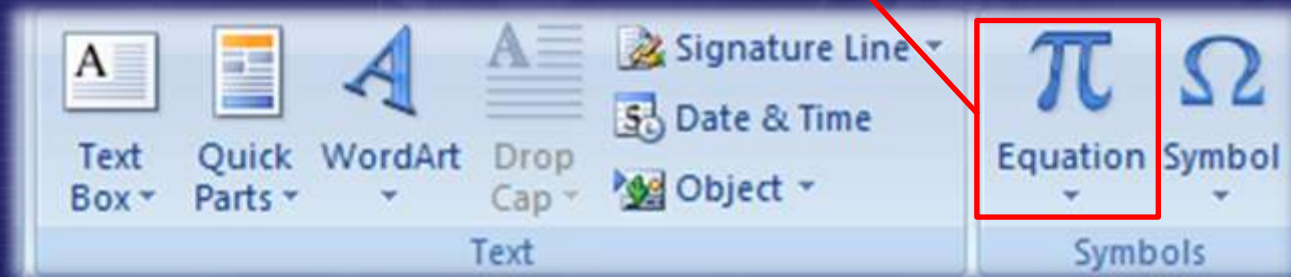 Text Box
Quick Parts
WordArt
Drop Cap
Signature Line
Date & Time
Object
Text
π
Equation
Ω
Symbol
Symbols